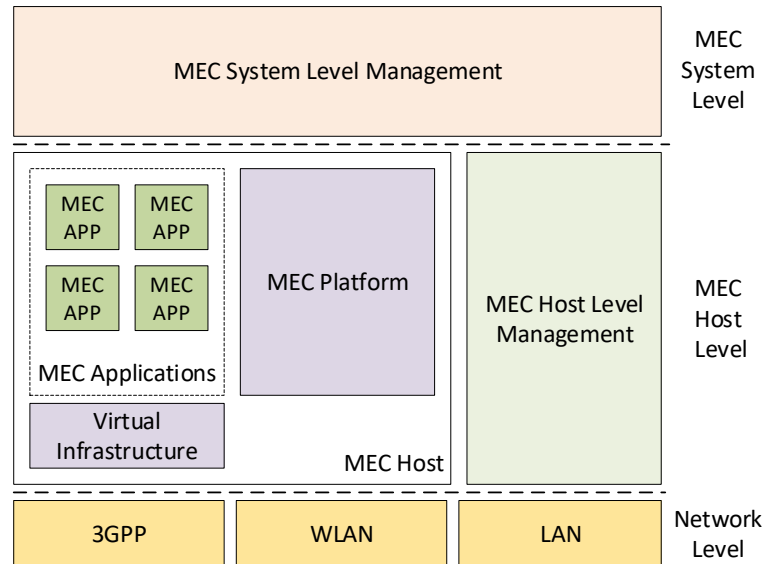 MEC System Level Management
MEC
System
Level
MEC
APP
MEC
APP
MEC
APP
MEC
APP
MEC Applications
Virtual
Infrastructure
MEC Platform
MEC Host
MEC Host Level
Management
MEC
Host
Level
3GPP
WLAN
LAN
Network
Level